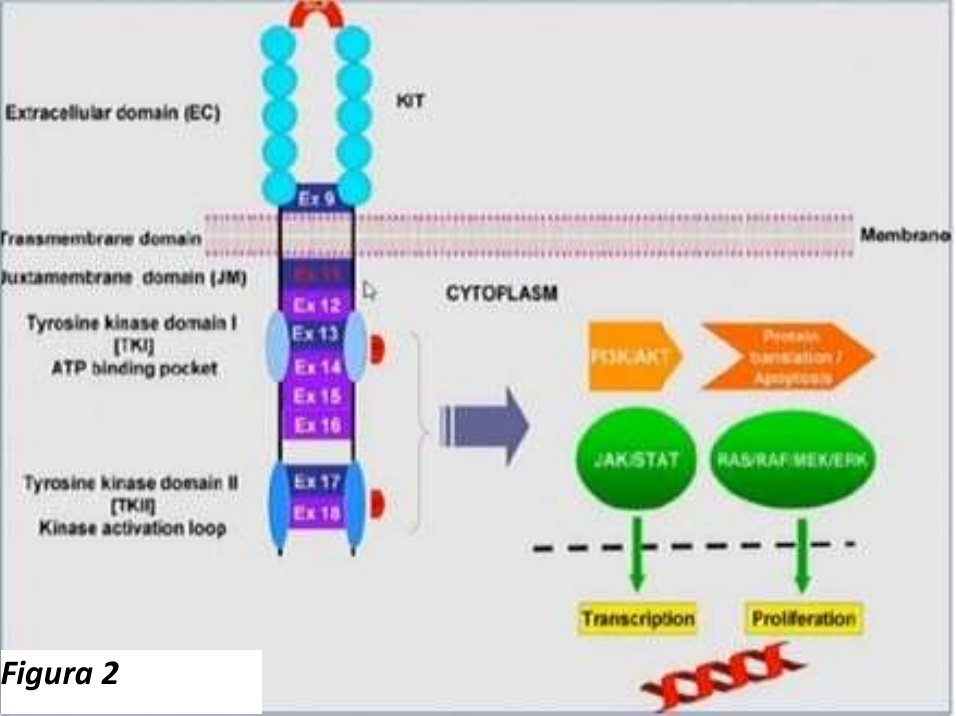 KIT
Extracellular domain (EC)
Ex 9
Transmembrane domain
Membrano
Juxtamembrane domain (JM)
Ex 11
CYTOPLASM
Ex 12
Tyrosine kinase domain I
[TKI]
ATP binding pocket
Ex 13
Ex 14
Ex 15
Ex 16
PI3K/AKT
Protein
translation /
Apoptosis
JAK/STAT
RAS/RAF/MEK/ERK
Tyrosine kinase domain II
[TKII]
Kinase activation loop
Ex 17
Ex 18
Transcription
Proliferation
Figura 2